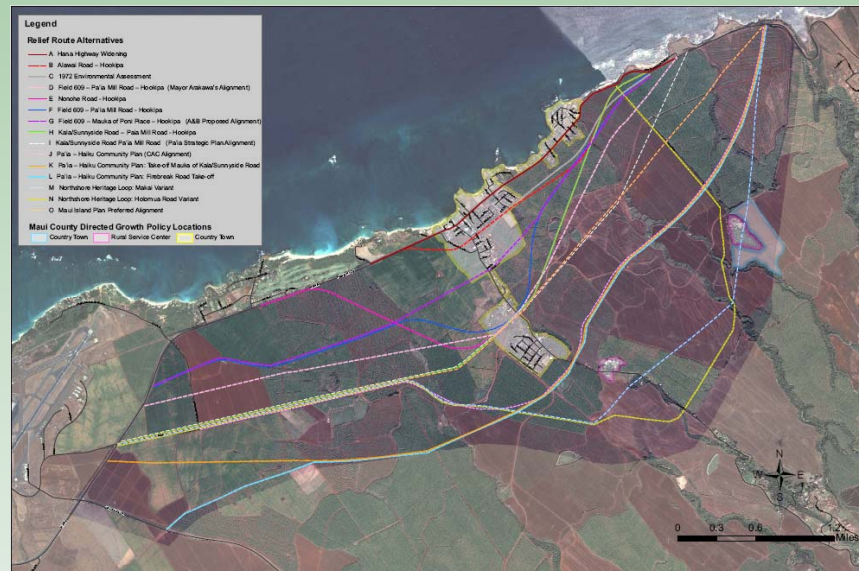 Legend
Relief Route Alternatives
A Hana Highway Widening
B Alawai Road – Hookipa
C 1972 Environmental Assessment
D Field 609 – Pa'ia Mill Road – Hookipa (Mayor Arakawa's Alignment)
E Nonohe Road - Hookipa
F Field 609 – Pa'ia Mill Road - Hookipa
G Field 609 – Mauka of Poni Place – Hookipa (A&B Proposed Alignment)
H Kala/Sunnyside Road – Paia Mill Road - Hookipa
I Kaia/Sunnyside Road Pa'ia Mill Road (Pa'ia Strategic Plan Alignment)
J Pa'ia – Haiku Community Plan (CAC Alignment)
K Pa'ia – Haiku Community Plan: Take-off Mauka of Kala/Sunnyside Road
L Pa'ia – Haiku Community Plan: Firebreak Road Take-off
M Northshore Heritage Loop: Makai Variant
N Northshore Heritage Loop: Holomua Road Variant
O Maui Island Plan Preferred Alignment
Maui County Directed Growth Policy Locations
Country Town Rural Service Center County Town
N
W E
S
0 0.3 0.6 1.2
Miles